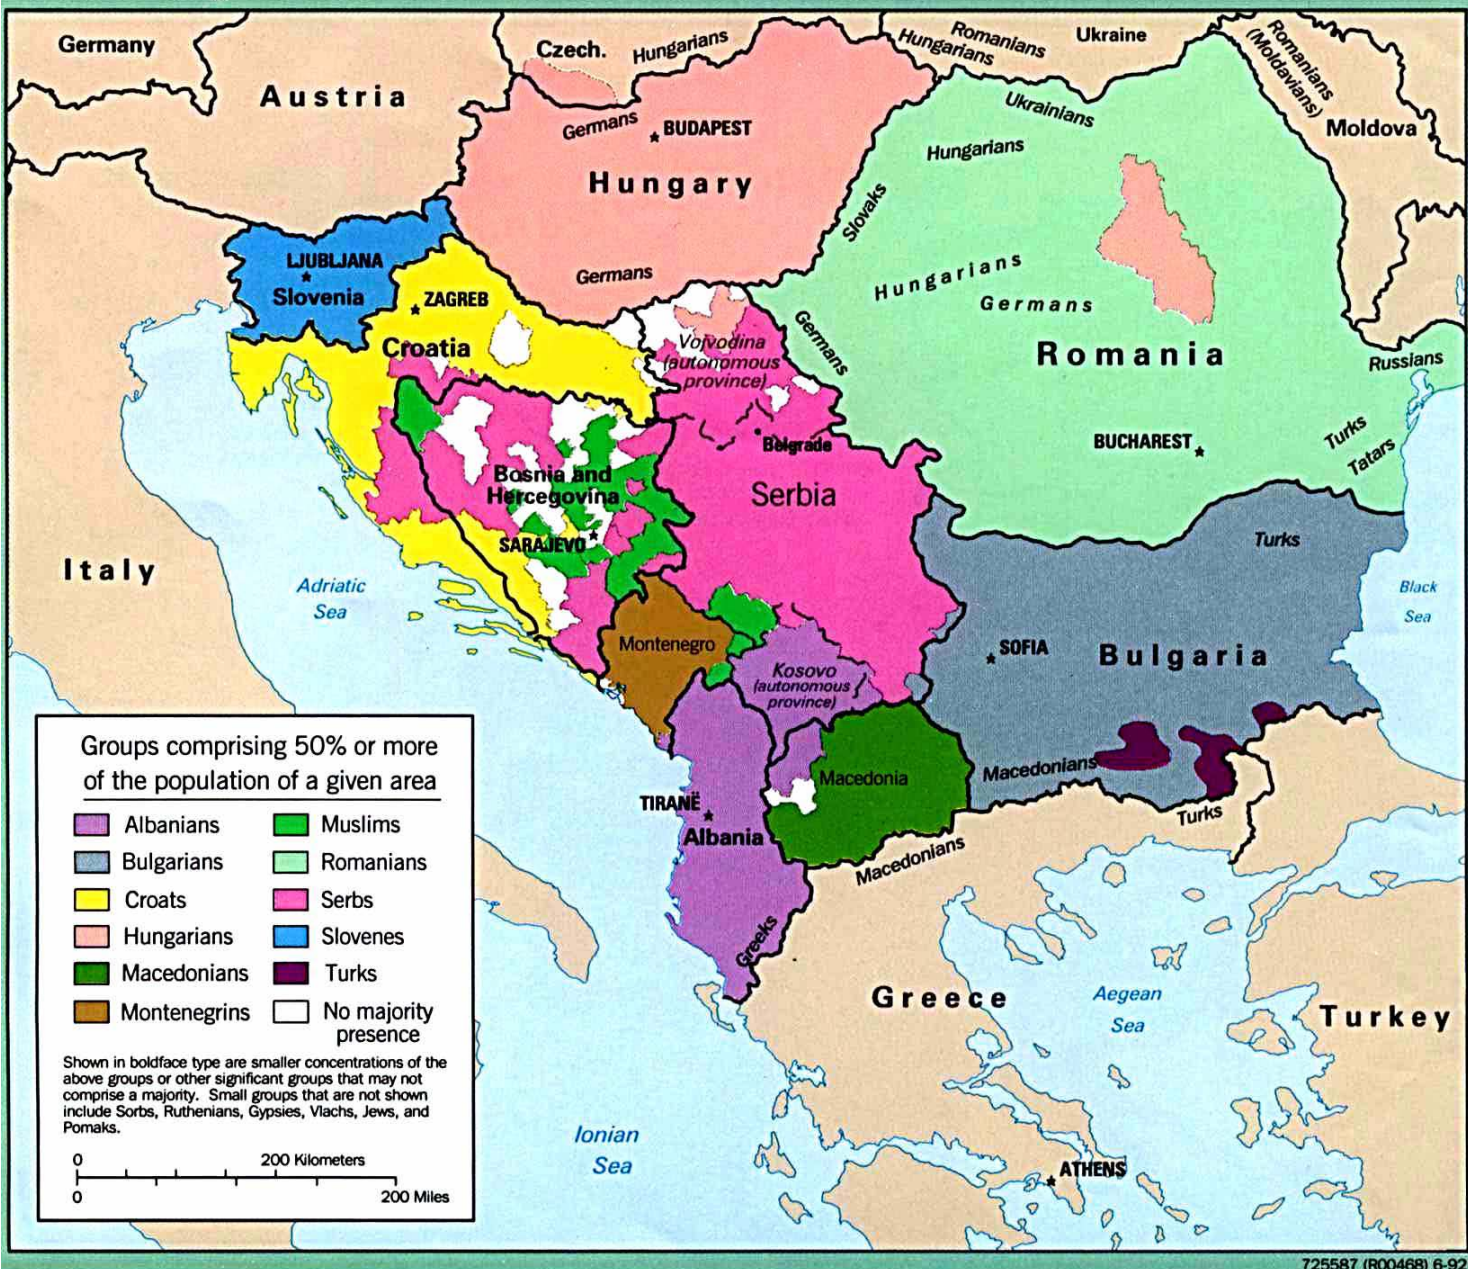 Germany
Czech.
Hungarians
Hungarians
Romanians
Ukraine
Romanians
(Moldavians)
Moldova
Austria
Germans
BUDAPEST
Hungary
Ukrainians
Hungarians
Slovaks
Germans
LJUBLJANA
Slovenia
ZAGREB
Croatia
Vojvodina
(autonomous
province)
Germans
Hungarians
Germans
Romania
Russians
BUCHAREST
Turks
Tatars
Belgrade
Serbia
Bosnia and
Hercegovina
SARAJEVO
Italy
Adriatic
Sea
Turks
Black
Sea
Montenegro
Kosovo
(autonomous
province)
SOFIA
Bulgaria
Macedonians
Macedonia
Turks
Macedonians
TIRANË
Albania
Greeks
Greece
Aegean
Sea
Turkey
Ionian
Sea
ATHENS
Groups comprising 50% or more
of the population of a given area
Albanians
Muslims
Bulgarians
Romanians
Croats
Serbs
Hungarians
Slovenes
Macedonians
Turks
Montenegrins
No majority
presence
Shown in boldface type are smaller concentrations of the
above groups or other significant groups that may not
comprise a majority. Small groups that are not shown
include Sorbs, Ruthenians, Gypsies, Vlachs, Jews, and
Pomaks.
0 200 Kilometers
0 200 Miles
725587 (R00468) 6-92